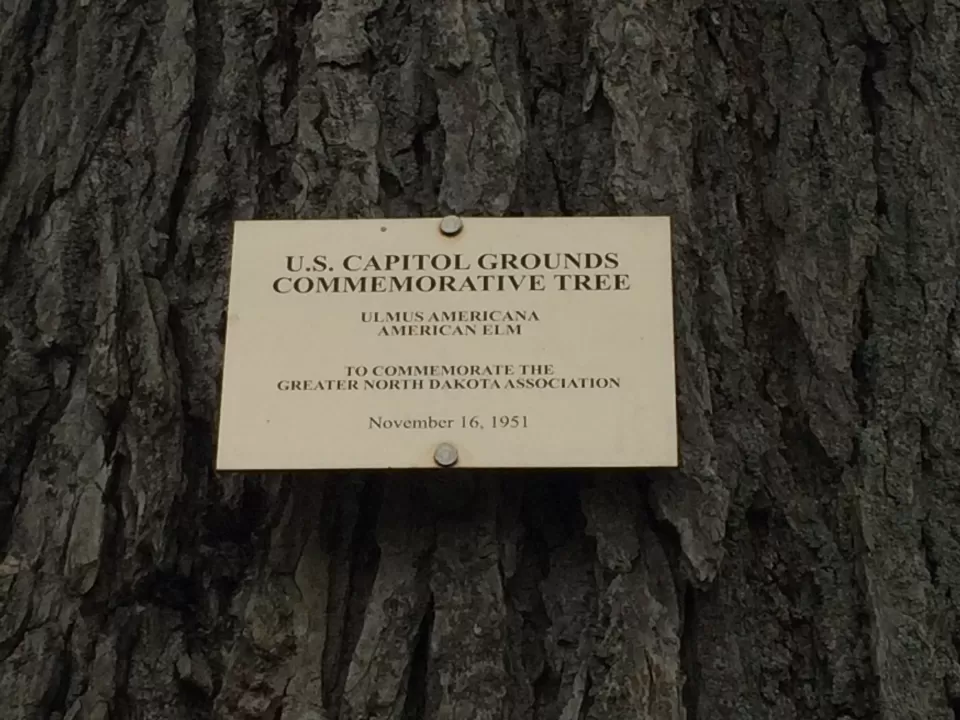 U.S. CAPITOL GROUNDS
COMMEMORATIVE TREE
ULMUS AMERICANA
AMERICAN ELM
TO COMMEMORATE THE
GREATER NORTH DAKOTA ASSOCIATION
November 16, 1951